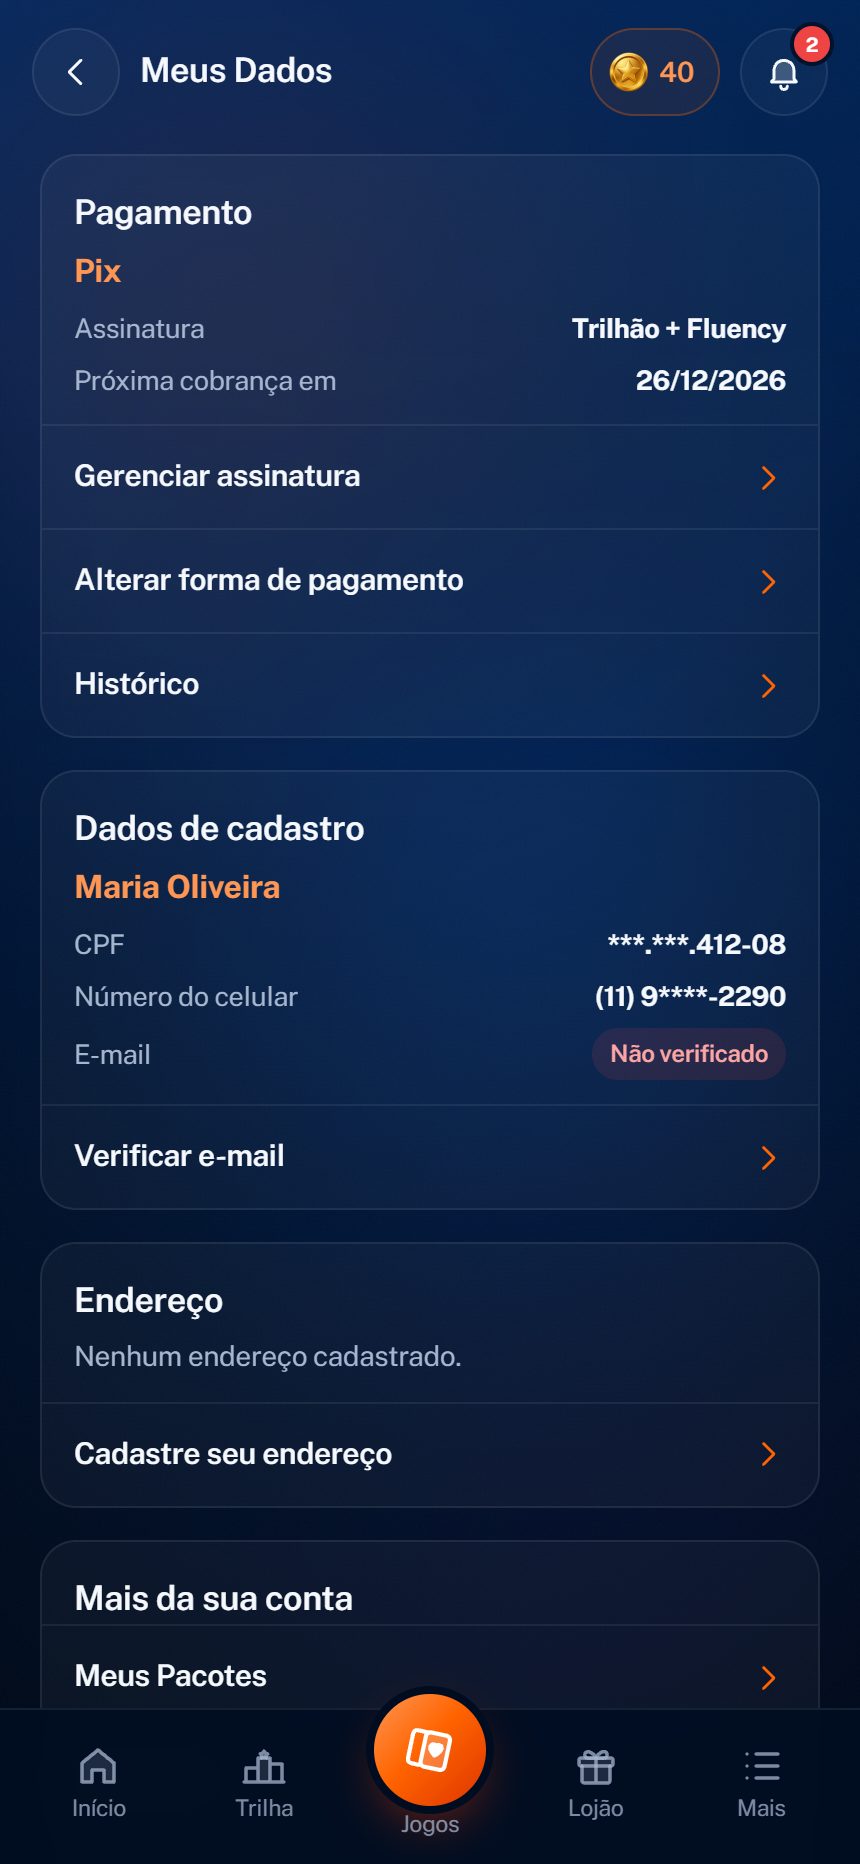 Meus Dados
40
2
Pagamento
Pix
Assinatura
Trilhão + Fluency
Próxima cobrança em
26/12/2026
Gerenciar assinatura
Alterar forma de pagamento
Histórico
Dados de cadastro
Maria Oliveira
CPF
***.***.412-08
Número do celular
(11) 9****-2290
E-mail
Não verificado
Verificar e-mail
Endereço
Nenhum endereço cadastrado.
Cadastre seu endereço
Mais da sua conta
Meus Pacotes
Início
Trilha
Jogos
Lojão
Mais